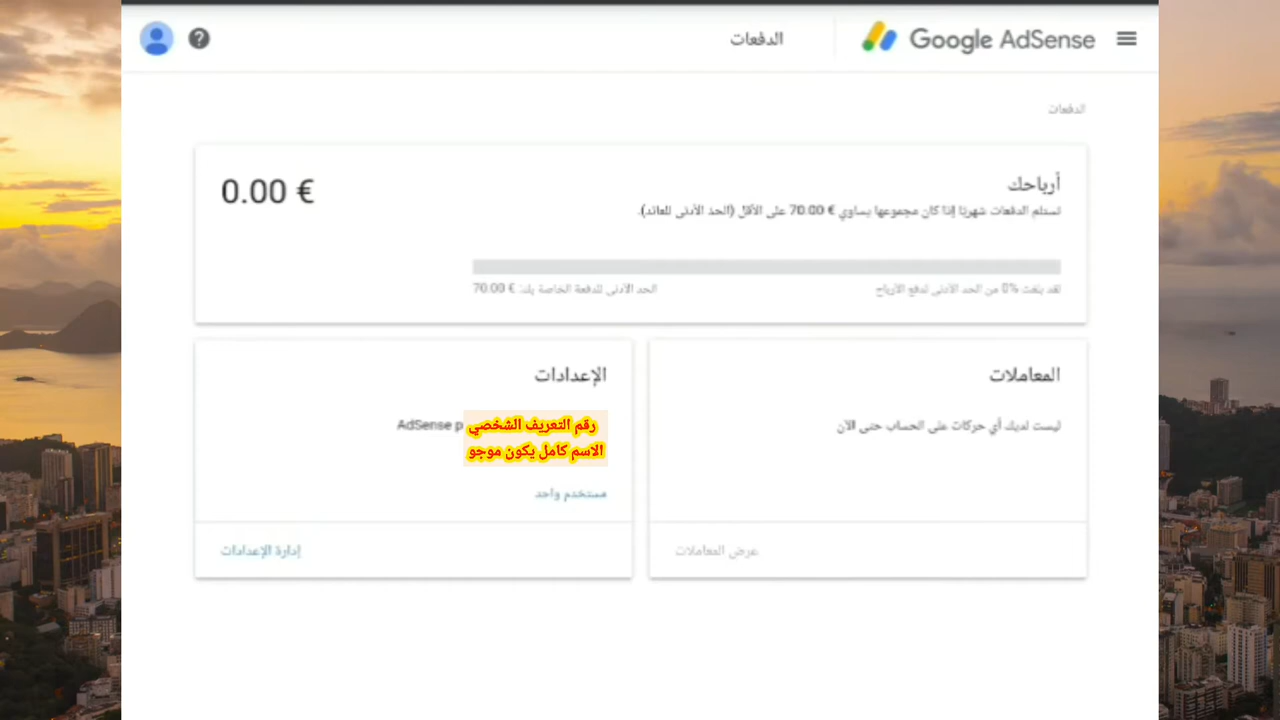 Google AdSense
الدفعات
الدفعات
أرباحك
0.00 €
تستلم الدفعات شهريًا إذا كان مجموعها يساوي 70.00 € على الأقل (الحد الأدنى للعائد).
لقد بلغت 0% من الحد الأدنى لدفع الأرباح
الحد الأدنى للدفعة الخاصة بك: 70.00 €
المعاملات
ليست لديك أي حركات على الحساب حتى الآن
عرض المعاملات
الإعدادات
رقم التعريف الشخصي AdSense p
الاسم كامل يكون موجو
مستخدم واحد
إدارة الإعدادات